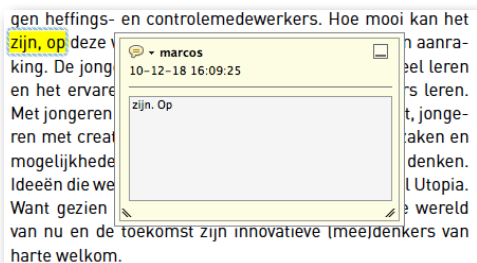 gen heffings- en controlemedewerkers. Hoe mooi kan het
zijn, op deze aanra-
king. De jong eel leren
en het ervare rs leren.
Met jongeren t, jonge-
ren met creat zaken en
mogelijkhede denken.
Ideeën die we l Utopia.
Want gezien wereld
van nu en de toekomst zijn innovatieve (mee)denkers van
harte welkom.
marcos
10-12-18 16:09:25
zijn. Op